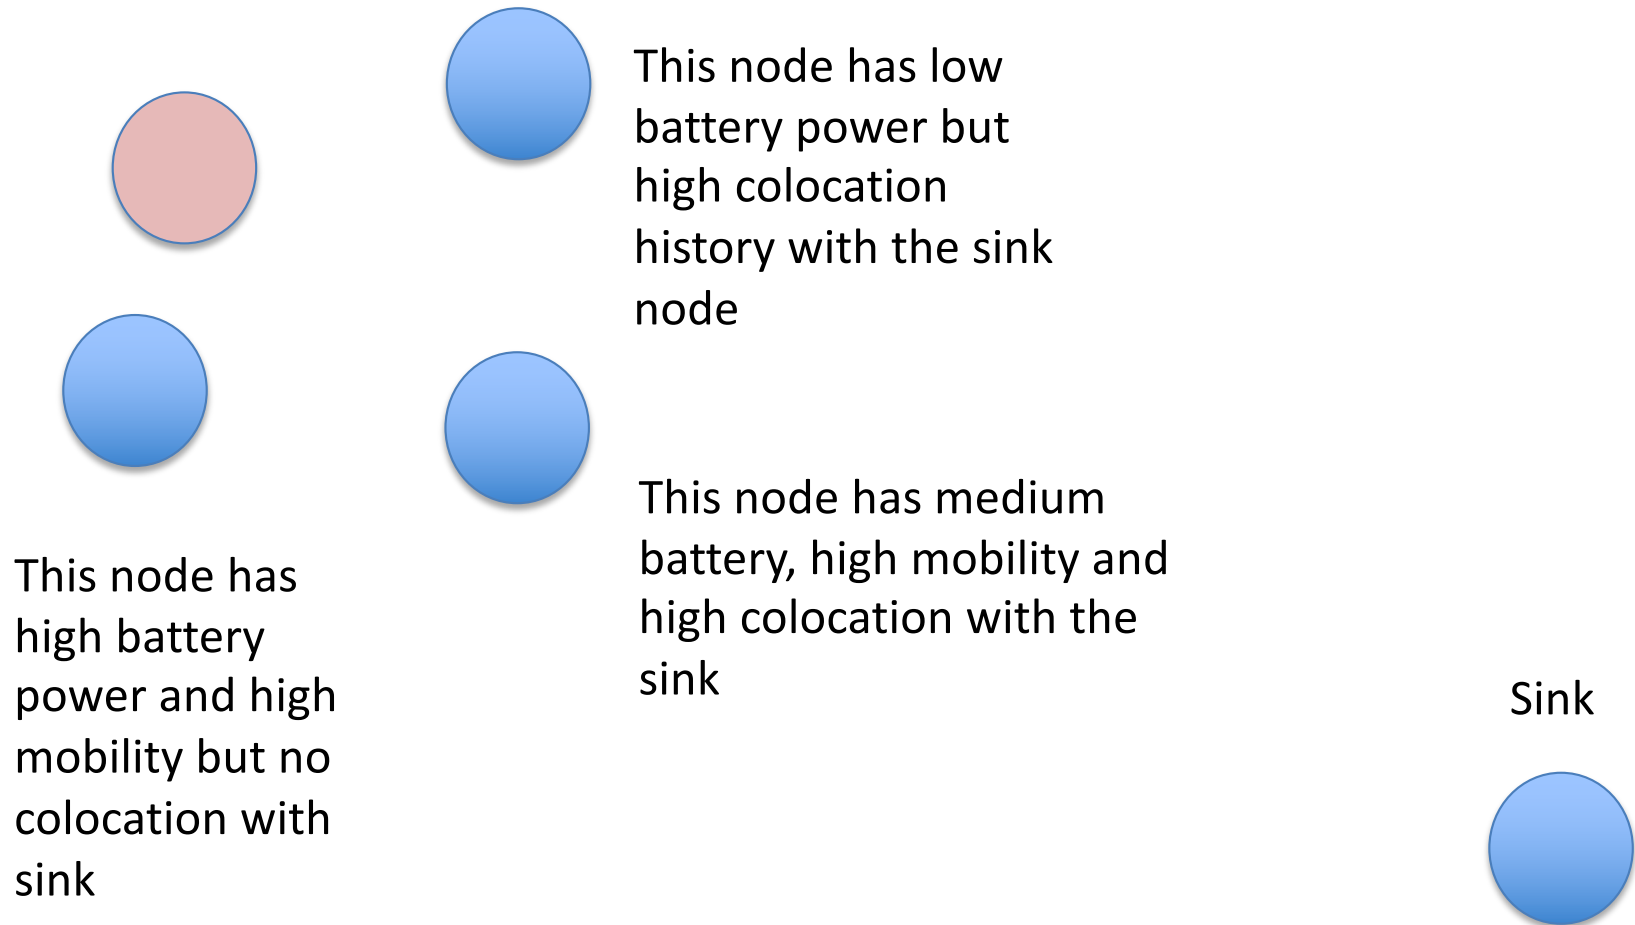 This node has low
battery power but
high colocation
history with the sink
node
This node has medium
battery, high mobility and
high colocation with the
sink
This node has
high battery
power and high
mobility but no
colocation with
sink
Sink